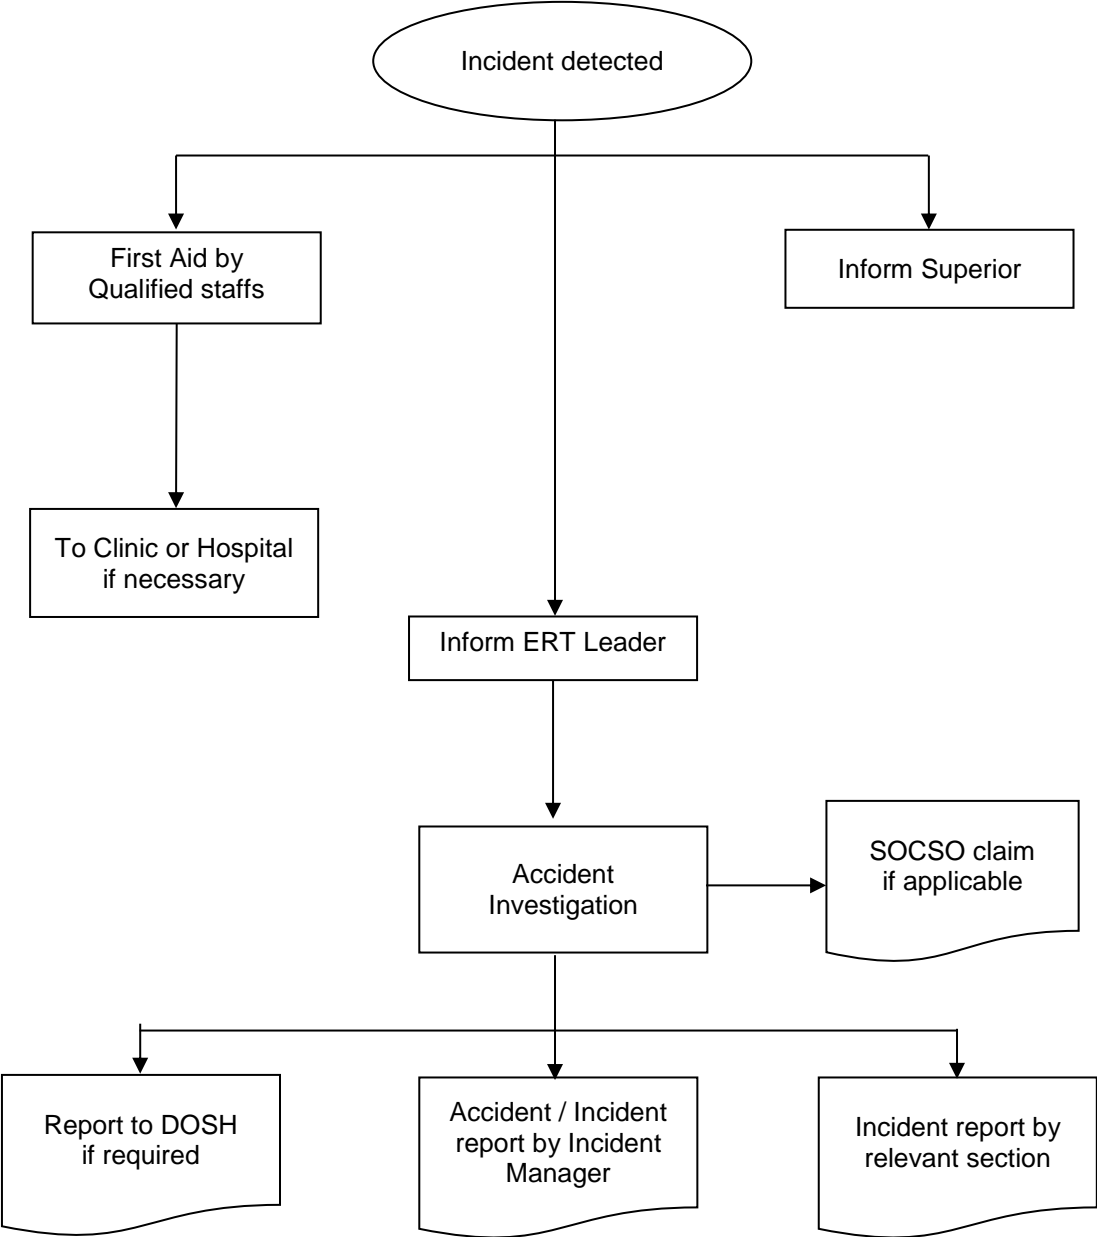 Incident detected
First Aid by
Qualified staffs
Inform Superior
To Clinic or Hospital
if necessary
Inform ERT Leader
Accident
Investigation
SOCSO claim
if applicable
Report to DOSH
if required
Accident / Incident
report by Incident
Manager
Incident report by
relevant section